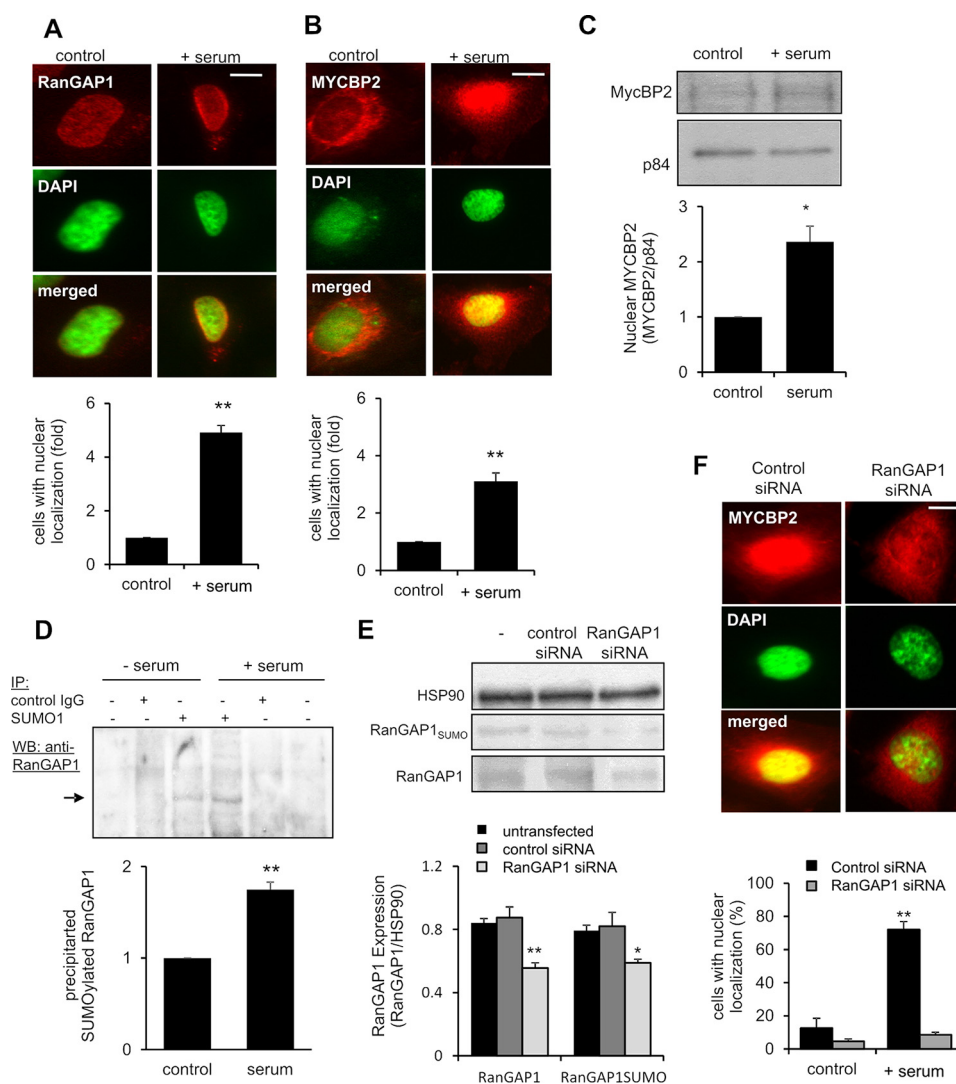 A
control
+ serum
RanGAP1
DAPI
merged
cells with nuclear
localization (fold)
6
4
2
0
**
control
+ serum
B
control
+ serum
MYCBP2
DAPI
merged
cells with nuclear
localization (fold)
6
4
2
0
**
control
+ serum
C
control
+ serum
MycBP2
p84
Nuclear MYCBP2
(MYCBP2/p84)
3
2
1
0
*
control
serum
D
- serum
+ serum
IP:
control IgG
- + - - + -
SUMO1
- - + + - -
WB: anti-
RanGAP1
precipitarted
SUMOylated RanGAP1
2
1
0
**
control
serum
E
-
control
siRNA
RanGAP1
siRNA
HSP90
RanGAP1SUMO
RanGAP1
untransfected
control siRNA
RanGAP1 siRNA
RanGAP1 Expression
(RanGAP1/HSP90)
1.2
0.8
0.4
0
**
*
RanGAP1
RanGAP1SUMO
F
Control
siRNA
RanGAP1
siRNA
MYCBP2
DAPI
merged
Control siRNA
RanGAP1 siRNA
cells with nuclear
localization (%)
100
80
60
40
20
0
**
control
+ serum